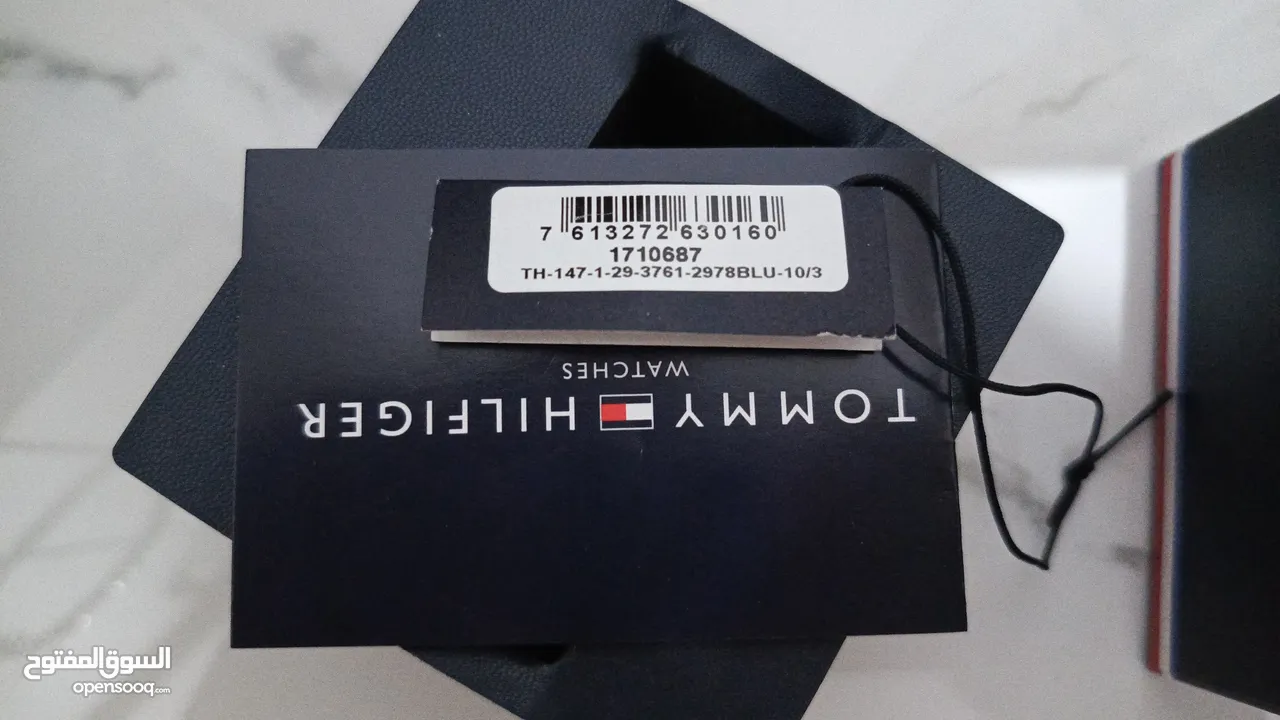 7 613272 630160
1710687
TH-147-1-29-3761-2978BLU-10/3
TOMMY HILFIGER
WATCHES
السوق المفتوح
opensooq.com